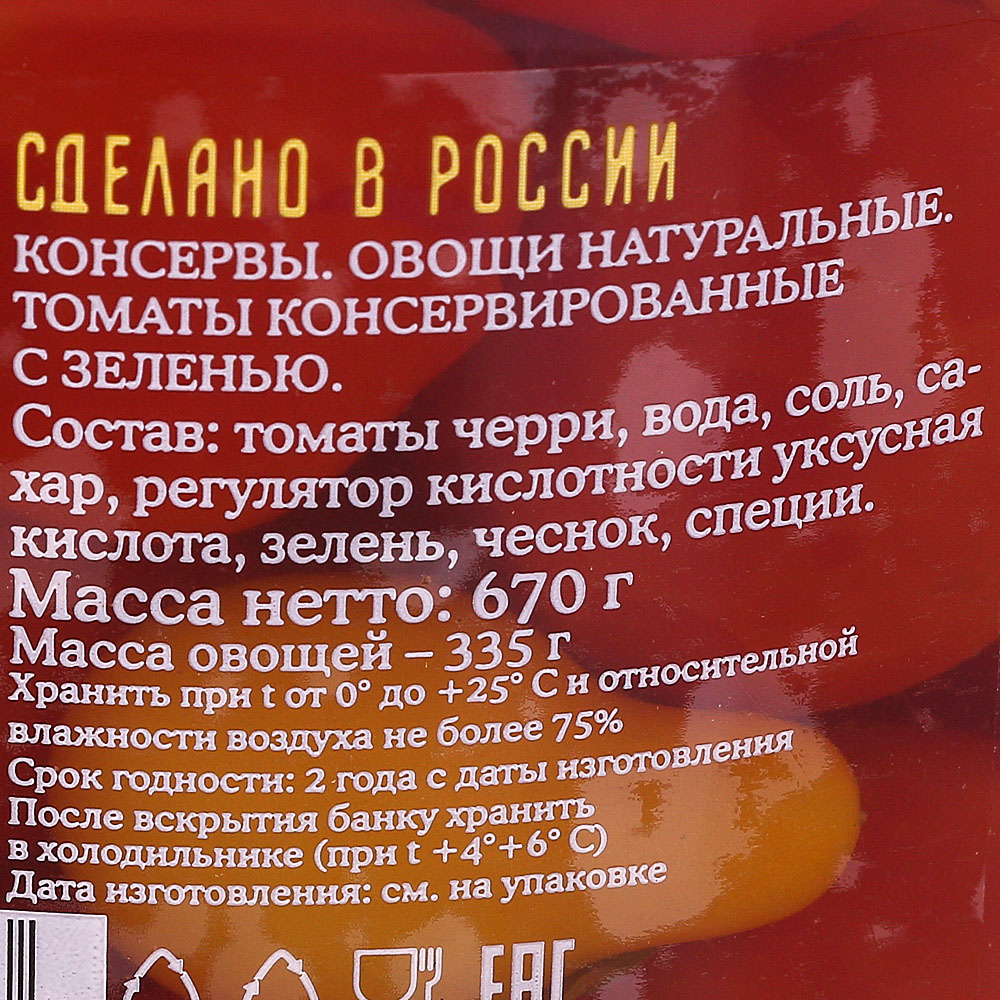 СДЕЛАНО В РОССИИ
КОНСЕРВЫ. ОВОЩИ НАТУРАЛЬНЫЕ.
ТОМАТЫ КОНСЕРВИРОВАННЫЕ
С ЗЕЛЕНЬЮ.
Состав: томаты черри, вода, соль, са-
хар, регулятор кислотности уксусная
кислота, зелень, чеснок, специи.
Масса нетто: 670 г
Масса овощей – 335 г
Хранить при t от 0° до +25° С и относительной
влажности воздуха не более 75%
Срок годности: 2 года с даты изготовления
После вскрытия банку хранить
в холодильнике (при t +4°+6° С)
Дата изготовления: см. на упаковке
EAC